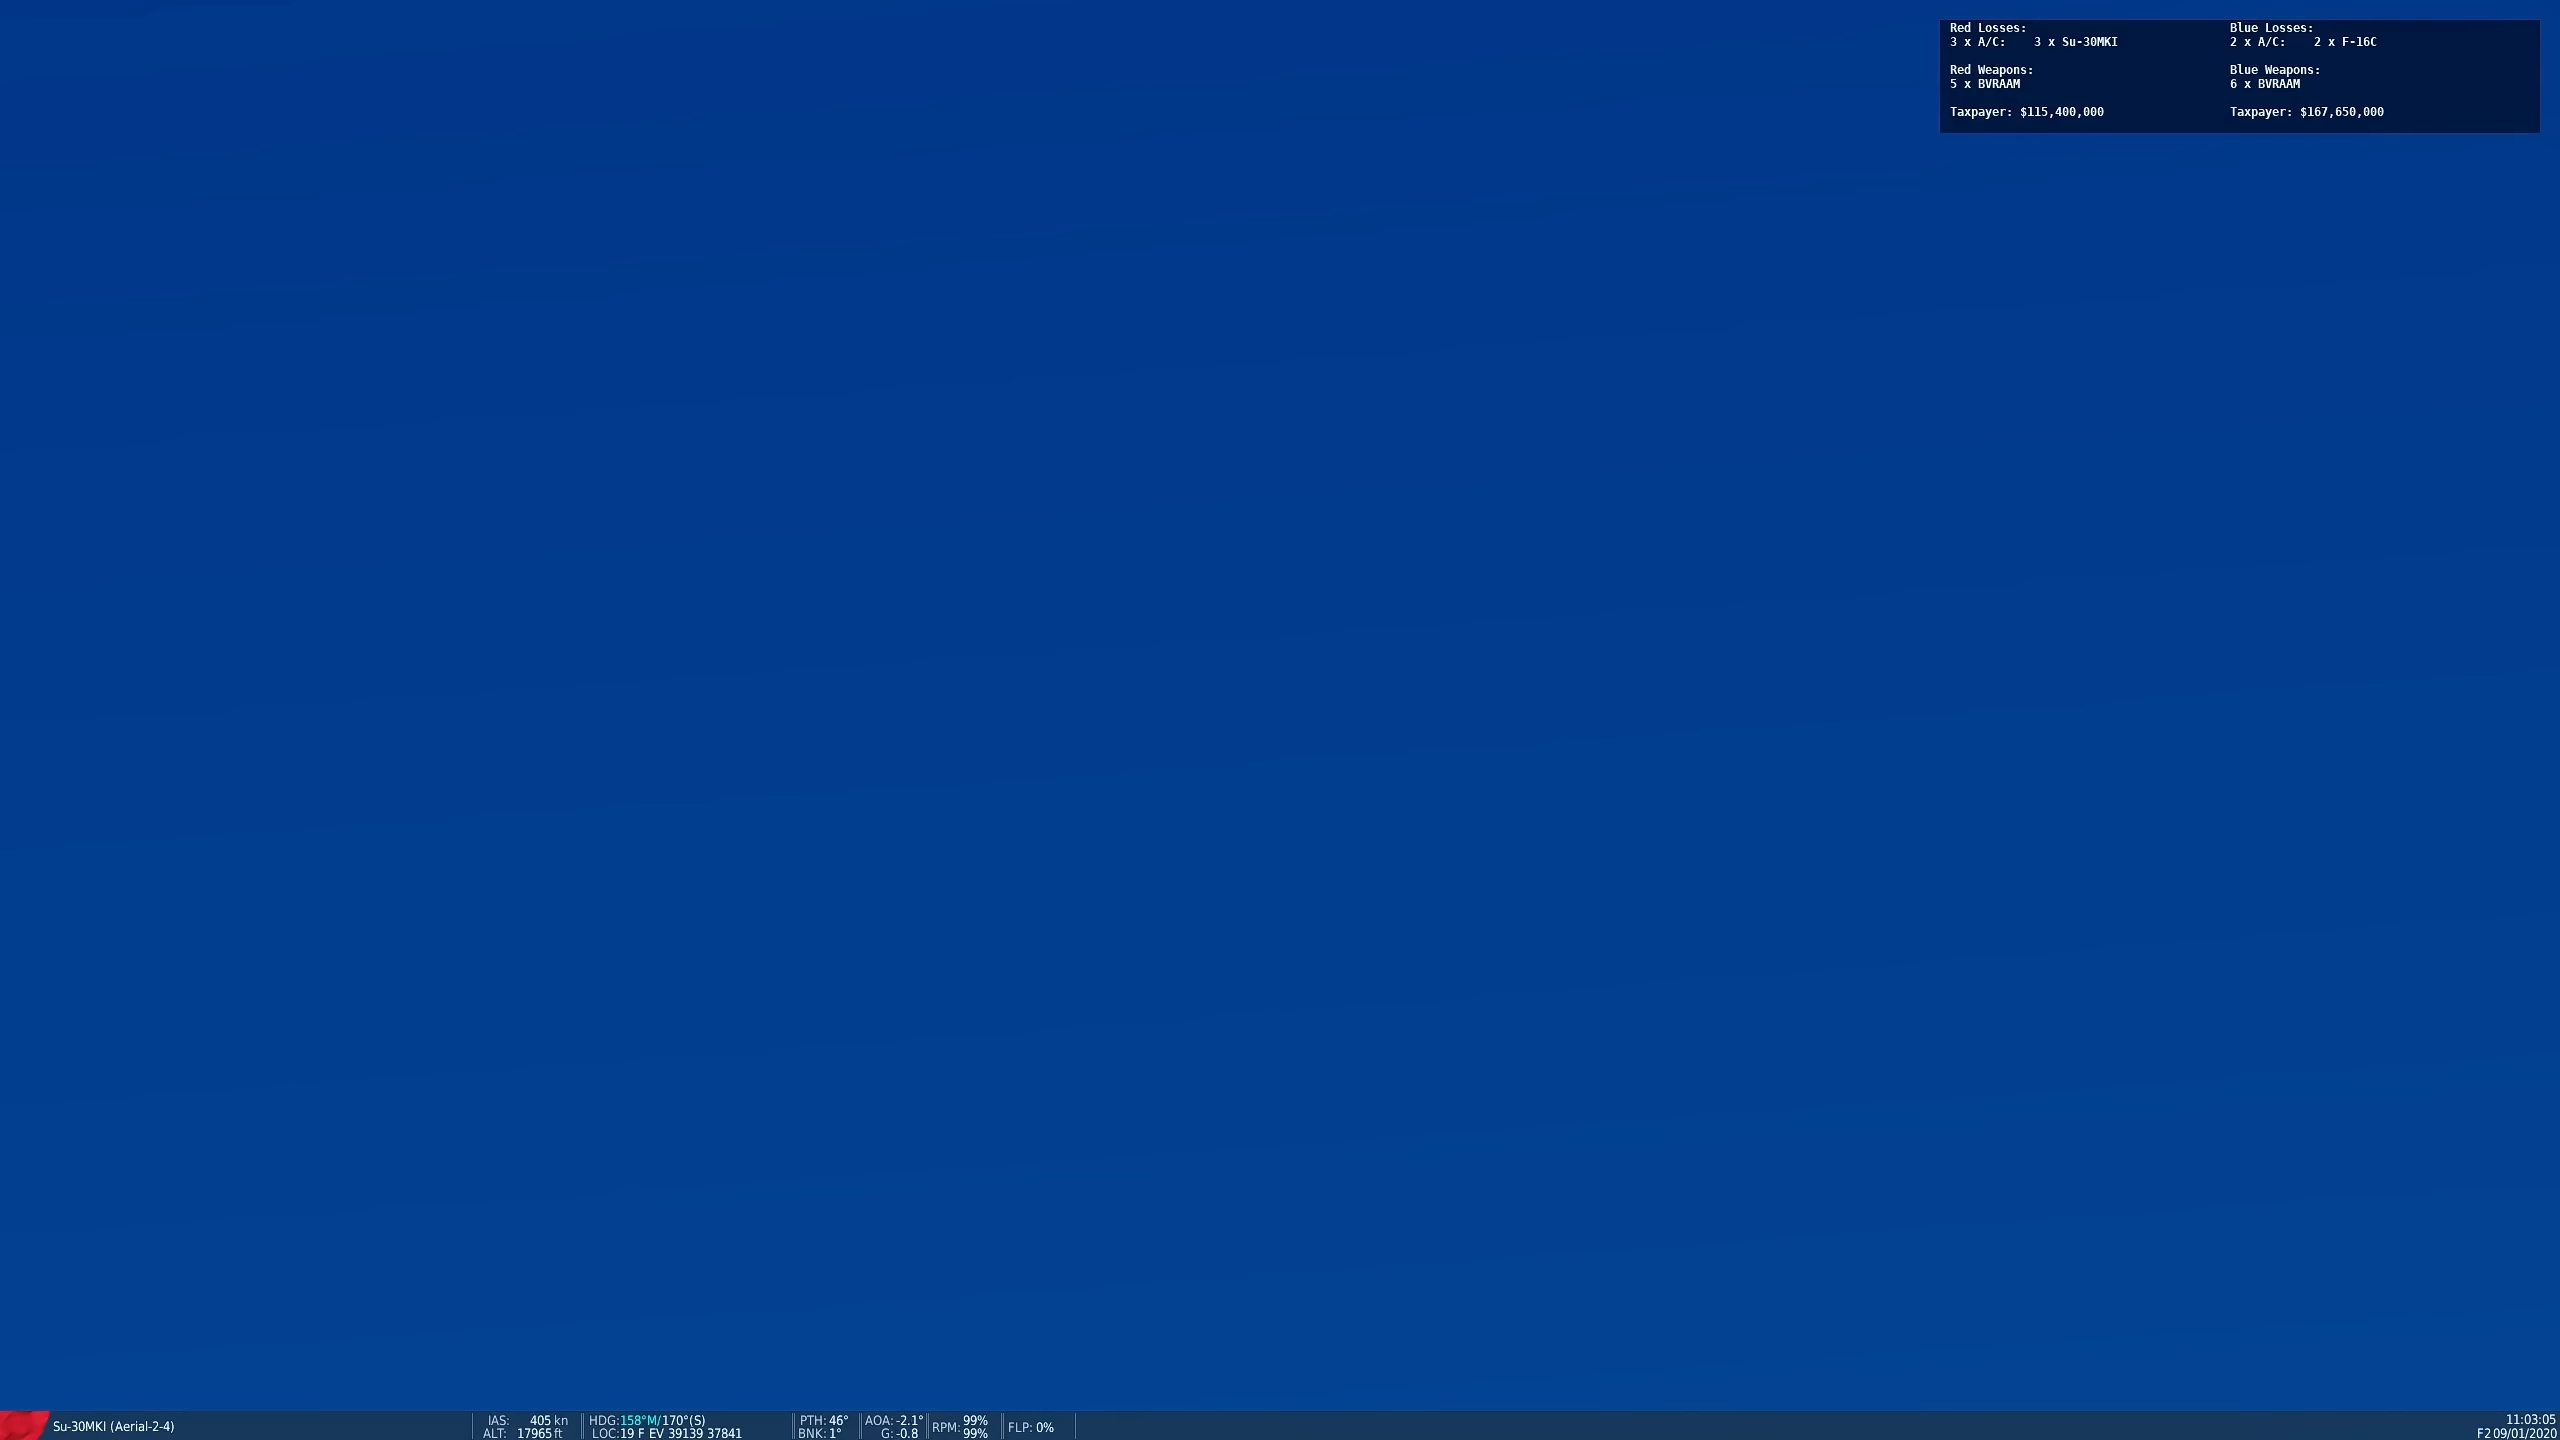 Red Losses:
3 x A/C:    3 x Su-30MKI
Red Weapons:
5 x BVRAAM
Taxpayer: $115,400,000
Blue Losses:
2 x A/C:    2 x F-16C
Blue Weapons:
6 x BVRAAM
Taxpayer: $167,650,000
Su-30MKI (Aerial-2-4)
IAS: 405 kn
ALT: 17965 ft
HDG:158°M/170°(S)
LOC:19 F EV 39139 37841
PTH: 46°
BNK: 1°
AOA: -2.1°
G: -0.8
RPM: 99%
99%
FLP: 0%
11:03:05
F2 09/01/2020